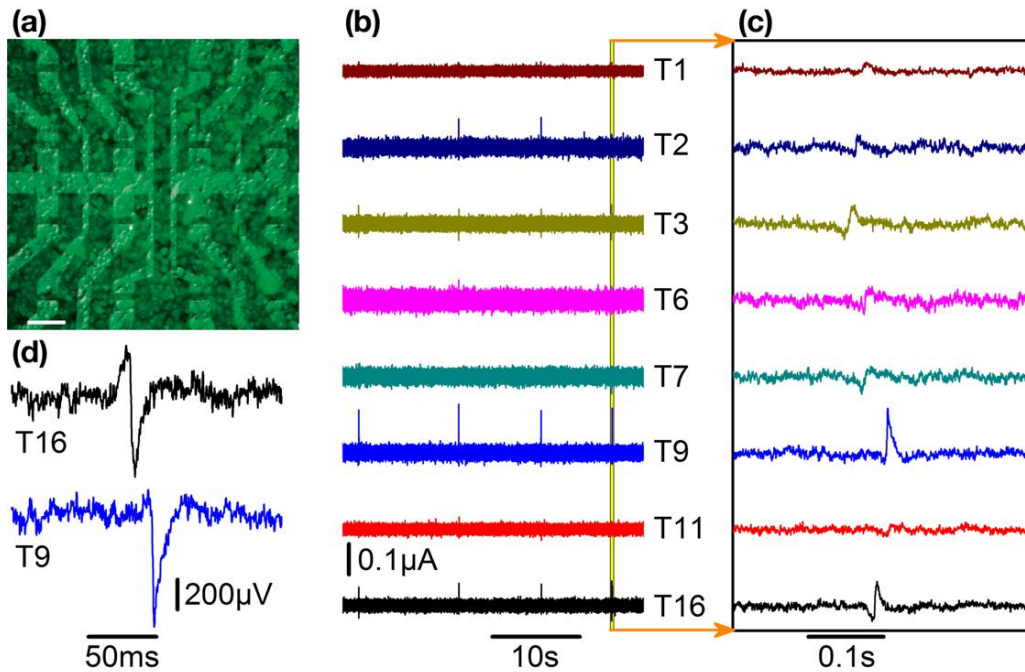 (a)
(b)
(c)
T1
T2
T3
T6
T7
T9
T11
0.1µA
T16
10s
0.1s
(d)
T16
T9
200µV
50ms